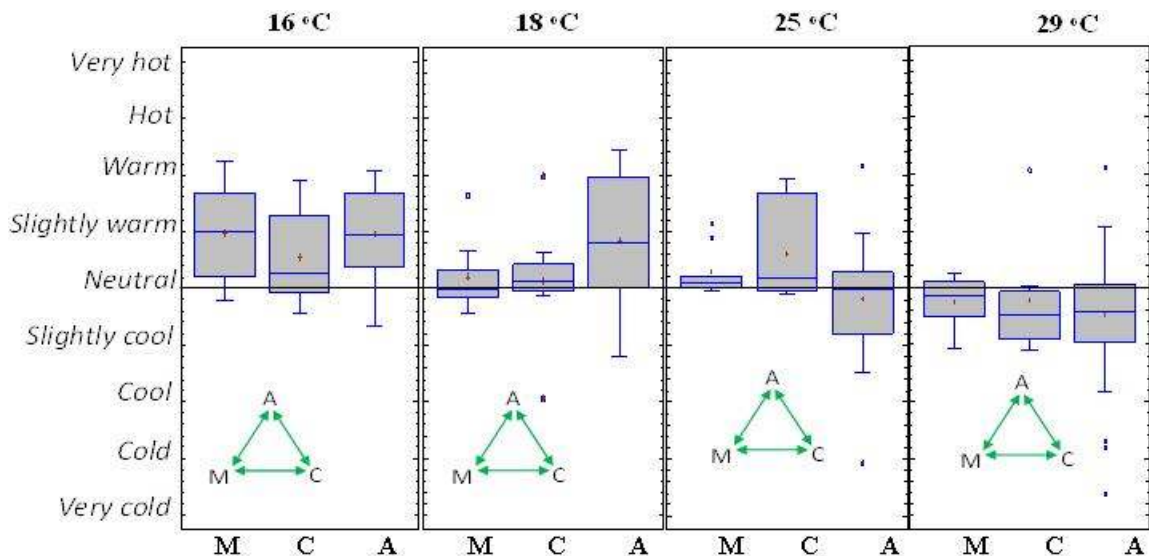 16 °C 18 °C 25 °C 29 °C
Very hot
Hot
Warm
Slightly warm
Neutral
Slightly cool
Cool
Cold
Very cold
A A A A
M C M C M C M C
M C A M C A M C A M C A